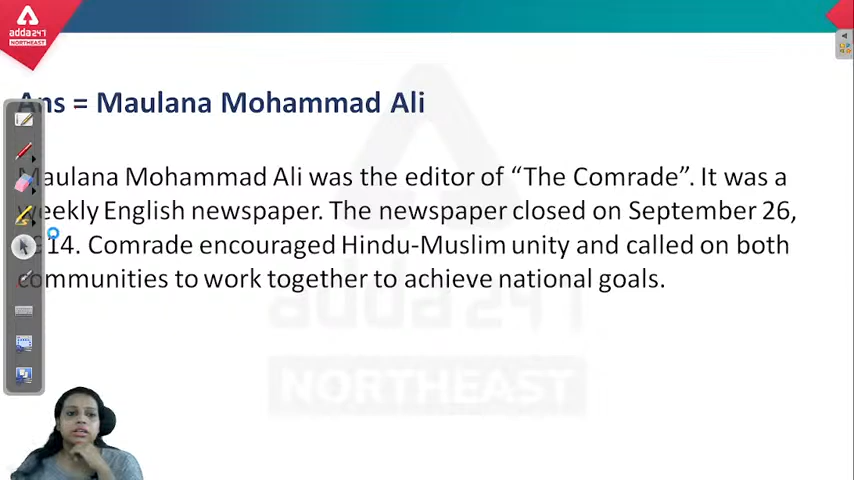 adda247
NORTHEAST
Ans = Maulana Mohammad Ali
Maulana Mohammad Ali was the editor of “The Comrade”. It was a
weekly English newspaper. The newspaper closed on September 26,
14. Comrade encouraged Hindu-Muslim unity and called on both
communities to work together to achieve national goals.
adda247
NORTHEAST